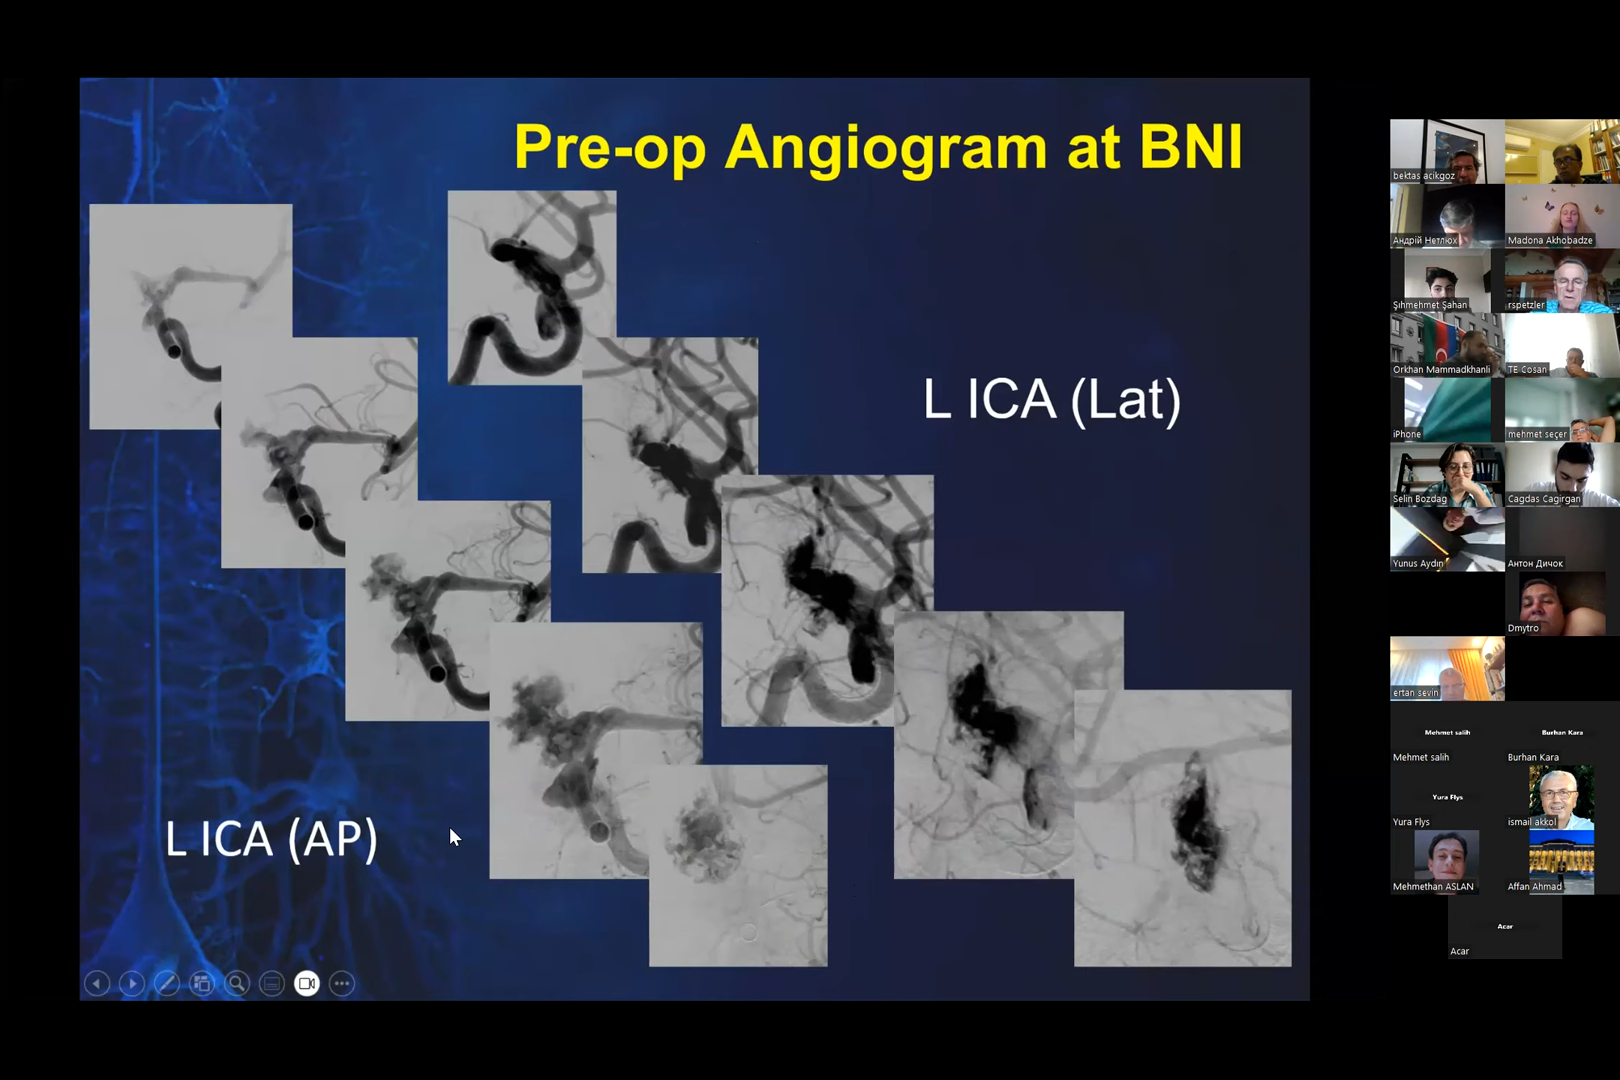 Pre-op Angiogram at BNI
L ICA (Lat)
L ICA (AP)
bektas acikgoz
Андрій Нетлюх
Madona Akhobadze
Şıhmehmet Şahan
rspetzler
Orkhan Mammadkhanli
TE Cosan
iPhone
mehmet seçer
Selin Bozdag
Cagdas Cagirgan
Yunus Aydın
Антон Дичок
Dmytro
ertan sevin
Mehmet salih
Burhan Kara
Mehmet salih
Burhan Kara
Yura Flys
Yura Flys
ismail akkol
Mehmethan ASLAN
Affan Ahmad
Acar
Acar